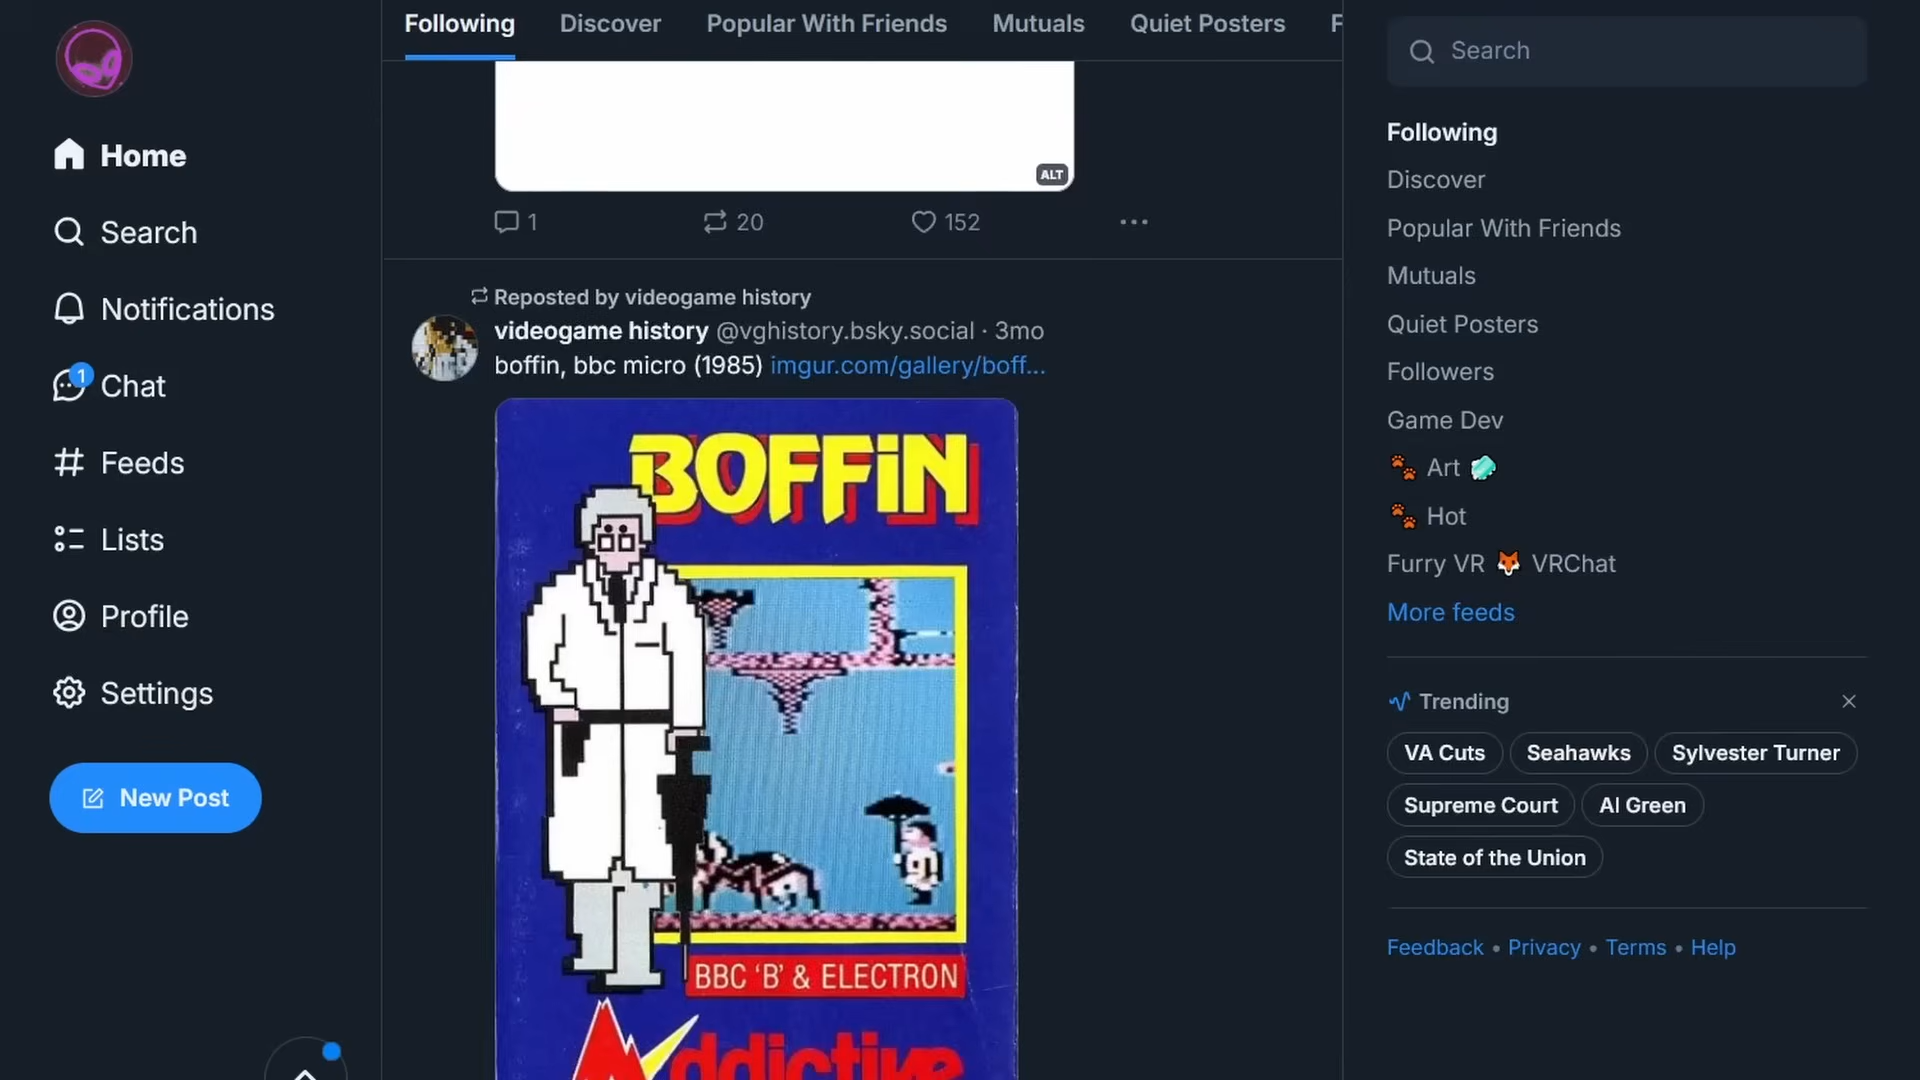 Home
Search
Notifications
1
Chat
Feeds
Lists
Profile
Settings
New Post
Following Discover Popular With Friends Mutuals Quiet Posters F
ALT
1 20 152
Reposted by videogame history
videogame history @vghistory.bsky.social · 3mo
boffin, bbc micro (1985) imgur.com/gallery/boff...
BOFFiN
BBC 'B' & ELECTRON
Addictive
Search
Following
Discover
Popular With Friends
Mutuals
Quiet Posters
Followers
Game Dev
🐾 Art 🧼
🐾 Hot
Furry VR 🦊 VRChat
More feeds
Trending
VA Cuts Seahawks Sylvester Turner
Supreme Court Al Green
State of the Union
Feedback • Privacy • Terms • Help